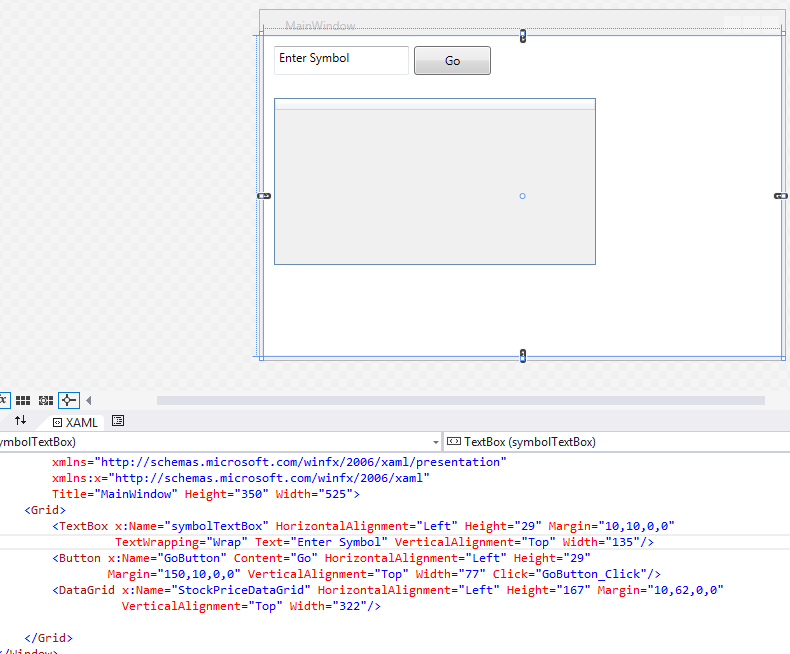 MainWindow
Enter Symbol
Go
XAML
ymbolTextBox)
TextBox (symbolTextBox)
xmlns="http://schemas.microsoft.com/winfx/2006/xaml/presentation"
xmlns:x="http://schemas.microsoft.com/winfx/2006/xaml"
Title="MainWindow" Height="350" Width="525">
<Grid>
<TextBox x:Name="symbolTextBox" HorizontalAlignment="Left" Height="29" Margin="10,10,0,0"
TextWrapping="Wrap" Text="Enter Symbol" VerticalAlignment="Top" Width="135"/>
<Button x:Name="GoButton" Content="Go" HorizontalAlignment="Left" Height="29"
Margin="150,10,0,0" VerticalAlignment="Top" Width="77" Click="GoButton_Click"/>
<DataGrid x:Name="StockPriceDataGrid" HorizontalAlignment="Left" Height="167" Margin="10,62,0,0"
VerticalAlignment="Top" Width="322"/>
</Grid>
</Window>